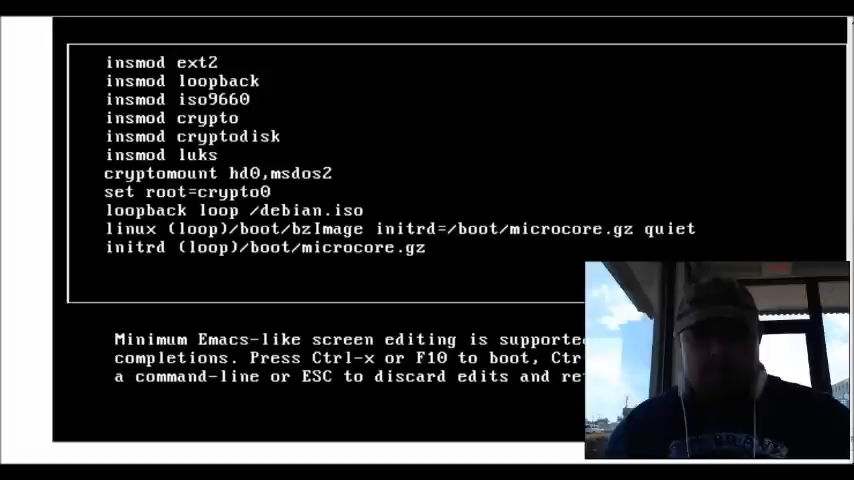 insmod ext2
insmod loopback
insmod iso9660
insmod crypto
insmod cryptodisk
insmod luks
cryptomount hd0,msdos2
set root=crypto0
loopback loop /debian.iso
linux (loop)/boot/bzImage initrd=/boot/microcore.gz quiet
initrd (loop)/boot/microcore.gz
Minimum Emacs-like screen editing is supporte
completions. Press Ctrl-x or F10 to boot, Ctr
a command-line or ESC to discard edits and re